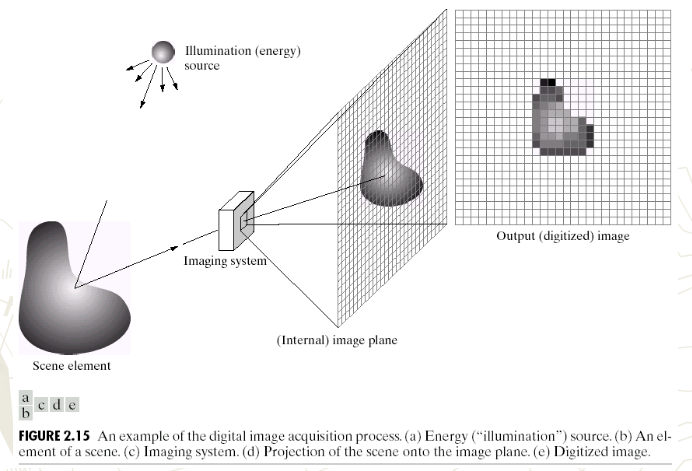 Illumination (energy)
source
Output (digitized) image
Imaging system
(Internal) image plane
Scene element
a
b
c d e
FIGURE 2.15 An example of the digital image acquisition process. (a) Energy (“illumination”) source. (b) An el-
ement of a scene. (c) Imaging system. (d) Projection of the scene onto the image plane. (e) Digitized image.